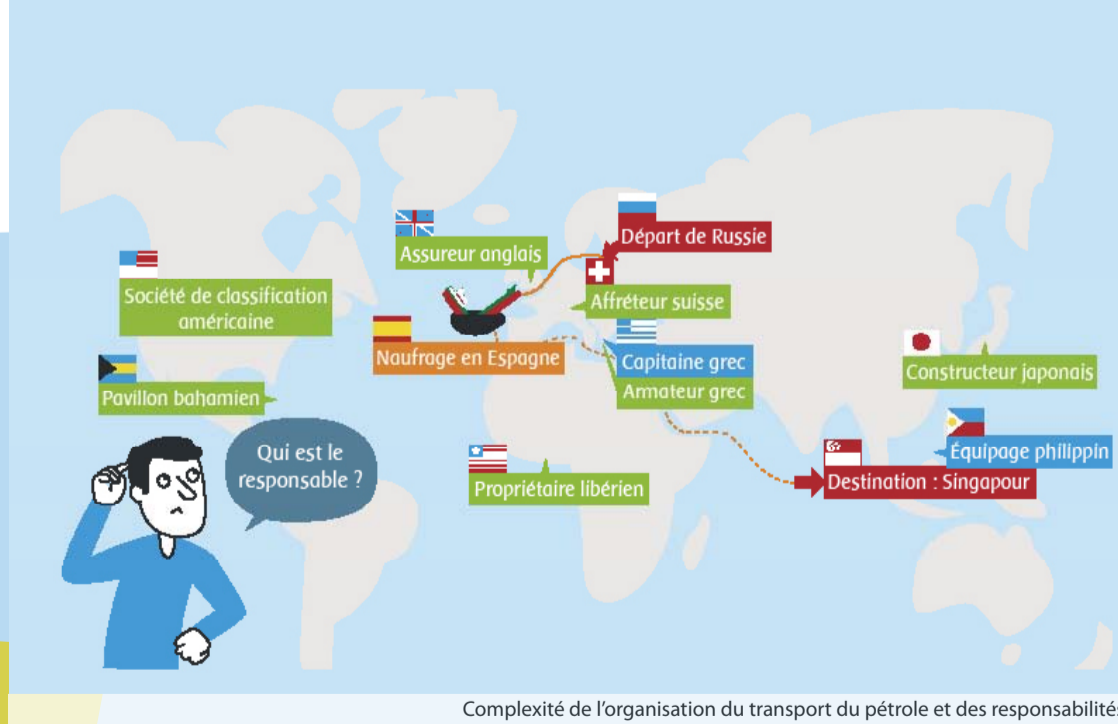 Départ de Russie
Assureur anglais
Société de classification
américaine
Affréteur suisse
Naufrage en Espagne
Capitaine grec
Armateur grec
Constructeur japonais
Pavillon bahamien
Qui est le
responsable ?
Équipage philippin
Propriétaire libérien
Destination : Singapour
Complexité de l'organisation du transport du pétrole et des responsabilité